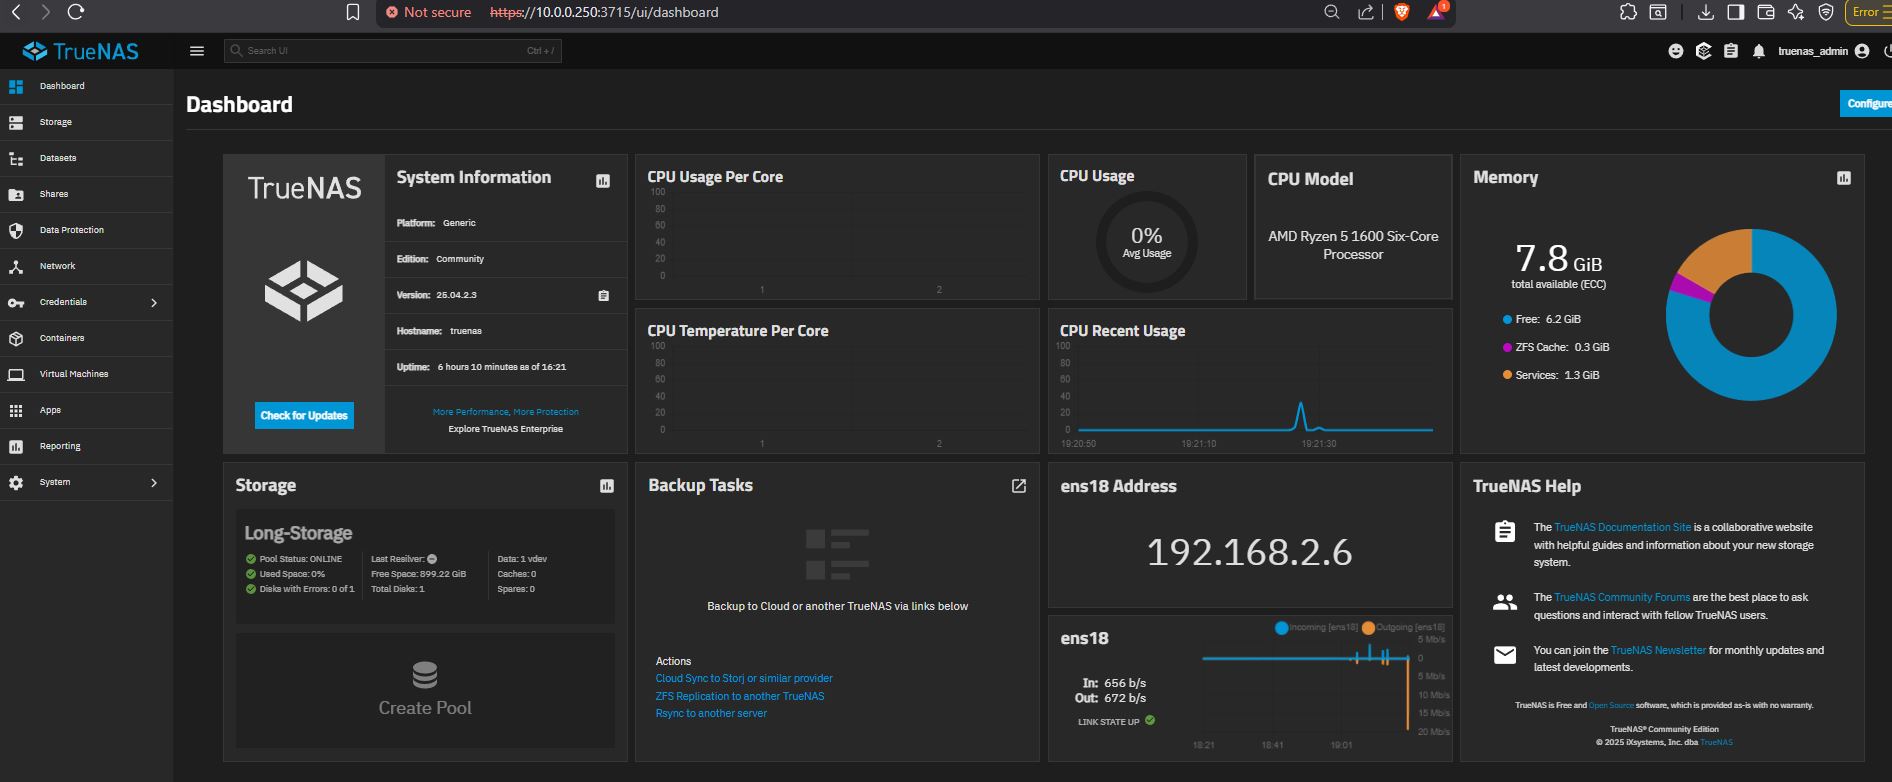 Not secure https://10.0.0.250:3715/ui/dashboard
1
Error
TrueNAS
Search UI Ctrl + /
truenas_admin
Dashboard
Storage
Datasets
Shares
Data Protection
Network
Credentials
Containers
Virtual Machines
Apps
Reporting
System
Dashboard
Configure
TrueNAS
Check for Updates
System Information
Platform: Generic
Edition: Community
Version: 25.04.2.3
Hostname: truenas
Uptime: 6 hours 10 minutes as of 16:21
More Performance, More Protection
Explore TrueNAS Enterprise
CPU Usage Per Core
100
80
60
40
20
0
1 2
CPU Temperature Per Core
100
80
60
40
20
0
1 2
CPU Usage
0%
Avg Usage
CPU Model
AMD Ryzen 5 1600 Six-Core
Processor
CPU Recent Usage
100
80
60
40
20
0
19:20:50 19:21:10 19:21:30
Memory
7.8 GiB
total available (ECC)
Free: 6.2 GiB
ZFS Cache: 0.3 GiB
Services: 1.3 GiB
Storage
Long-Storage
Pool Status: ONLINE
Used Space: 0%
Disks with Errors: 0 of 1
Last Resilver:
Free Space: 899.22 GiB
Total Disks: 1
Data: 1 vdev
Caches: 0
Spares: 0
Create Pool
Backup Tasks
Backup to Cloud or another TrueNAS via links below
Actions
Cloud Sync to Storj or similar provider
ZFS Replication to another TrueNAS
Rsync to another server
ens18 Address
192.168.2.6
ens18
In: 656 b/s
Out: 672 b/s
LINK STATE UP
Incoming [ens18] Outgoing [ens18]
5 Mb/s
0
5 Mb/s
10 Mb/s
15 Mb/s
20 Mb/s
18:21 18:41 19:01
TrueNAS Help
The TrueNAS Documentation Site is a collaborative website
with helpful guides and information about your new storage
system.
The TrueNAS Community Forums are the best place to ask
questions and interact with fellow TrueNAS users.
You can join the TrueNAS Newsletter for monthly updates and
latest developments.
TrueNAS is Free and Open Source software, which is provided as-is with no warranty.
TrueNAS® Community Edition
© 2025 iXsystems, Inc. dba TrueNAS